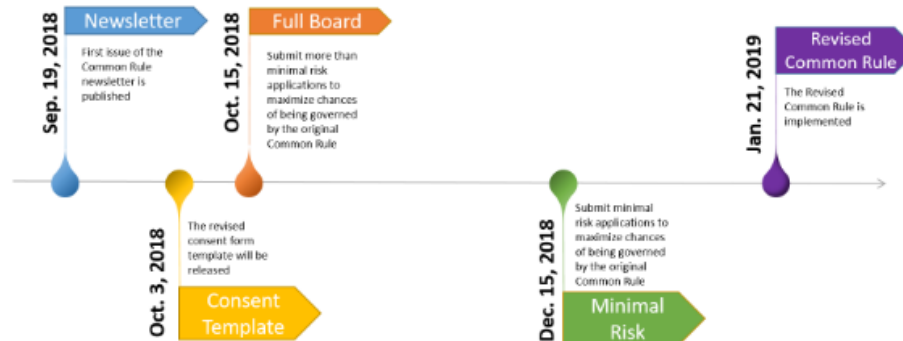 Sep. 19, 2018
Newsletter
First issue of the
Common Rule
newsletter is
published
Oct. 3, 2018
The revised
consent form
template will be
released
Consent
Template
Oct. 15, 2018
Full Board
Submit more than
minimal risk
applications to
maximize chances
of being governed
by the original
Common Rule
Dec. 15, 2018
Submit minimal
risk applications to
maximize chances
of being governed
by the original
Common Rule
Minimal
Risk
Jan. 21, 2019
Revised
Common Rule
The Revised
Common Rule is
implemented